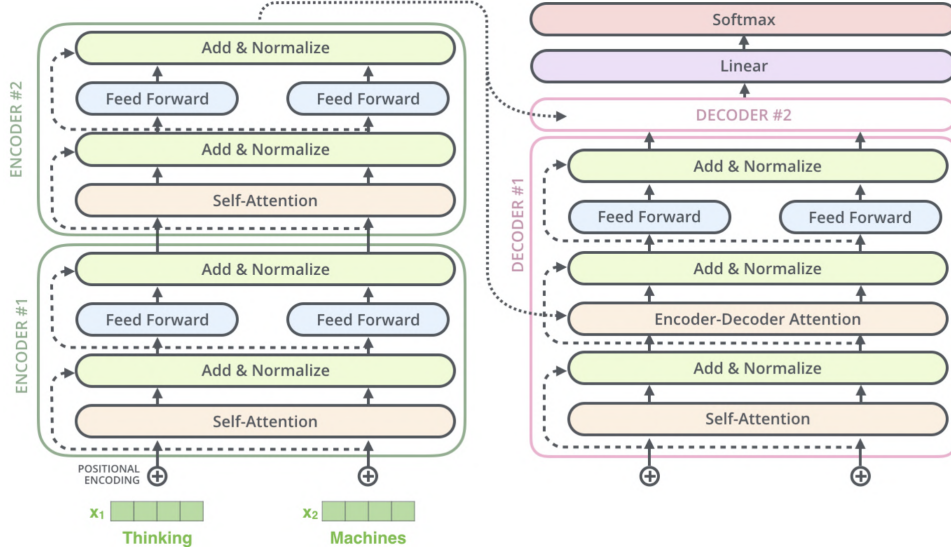 ENCODER #2
Add & Normalize
Feed Forward
Feed Forward
Add & Normalize
Self-Attention
ENCODER #1
Add & Normalize
Feed Forward
Feed Forward
Add & Normalize
Self-Attention
POSITIONAL
ENCODING
x1
x2
Thinking
Machines
Softmax
Linear
DECODER #2
DECODER #1
Add & Normalize
Feed Forward
Feed Forward
Add & Normalize
Encoder-Decoder Attention
Add & Normalize
Self-Attention